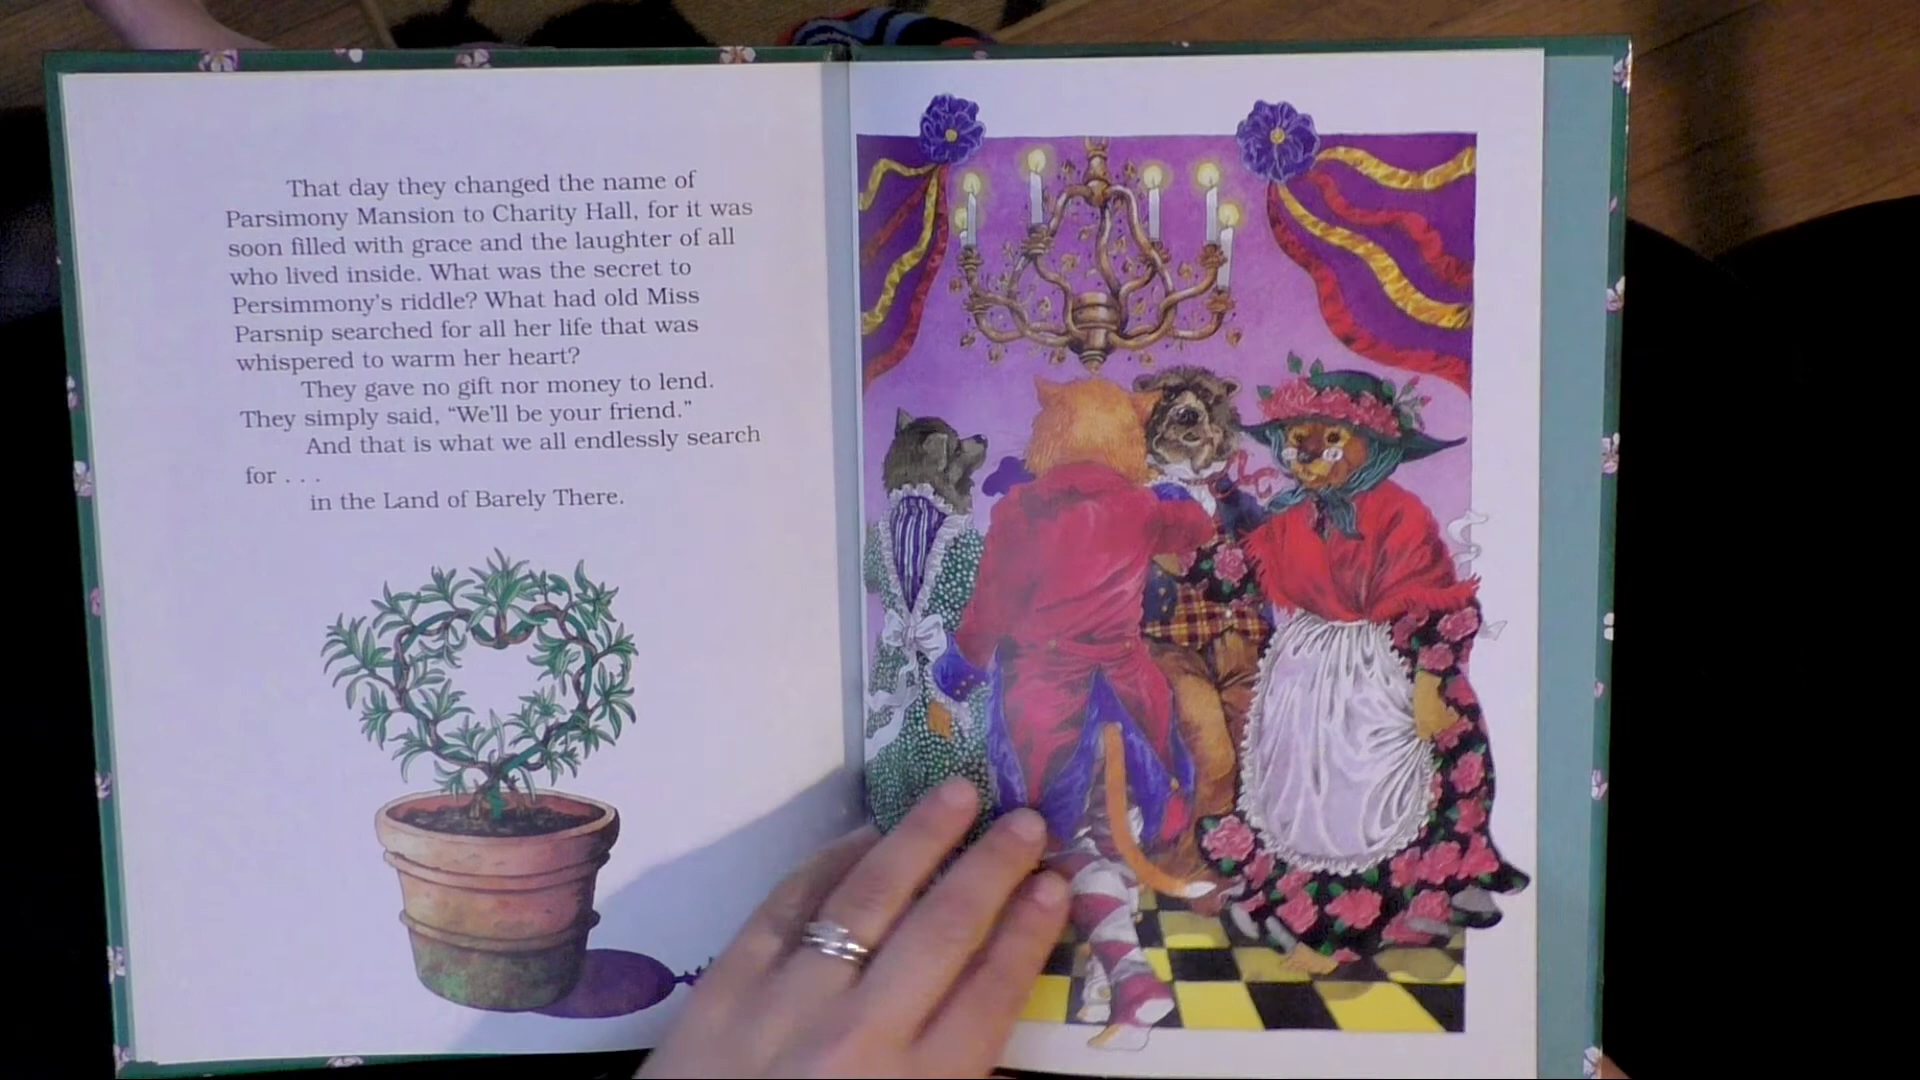 That day they changed the name of
Parsimony Mansion to Charity Hall, for it was
soon filled with grace and the laughter of all
who lived inside. What was the secret to
Persimmony's riddle? What had old Miss
Parsnip searched for all her life that was
whispered to warm her heart?
They gave no gift nor money to lend.
They simply said, “We'll be your friend.”
And that is what we all endlessly search
for . . .
in the Land of Barely There.